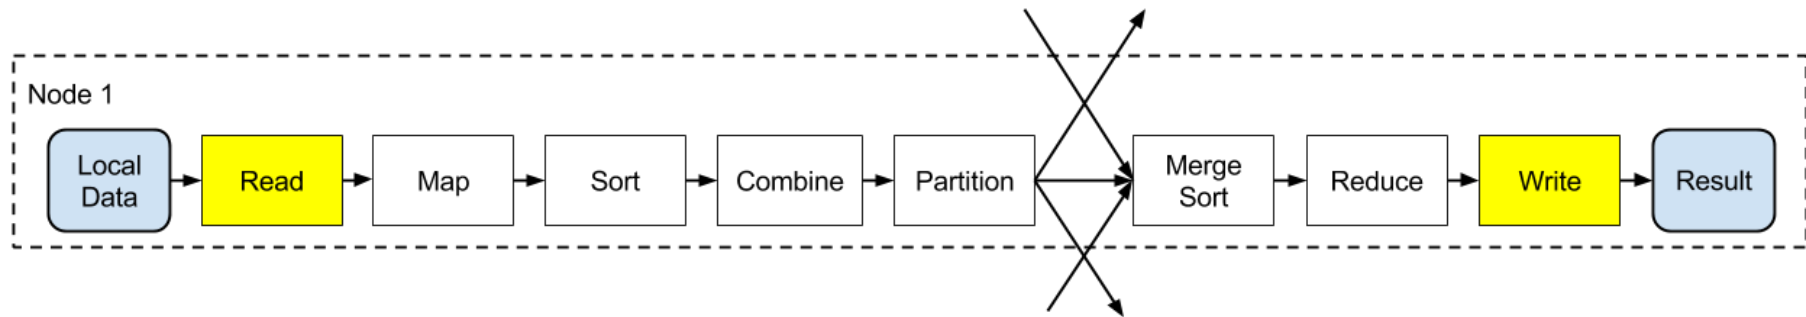 Node 1
Local
Data
Read
Map
Sort
Combine
Partition
Merge
Sort
Reduce
Write
Result